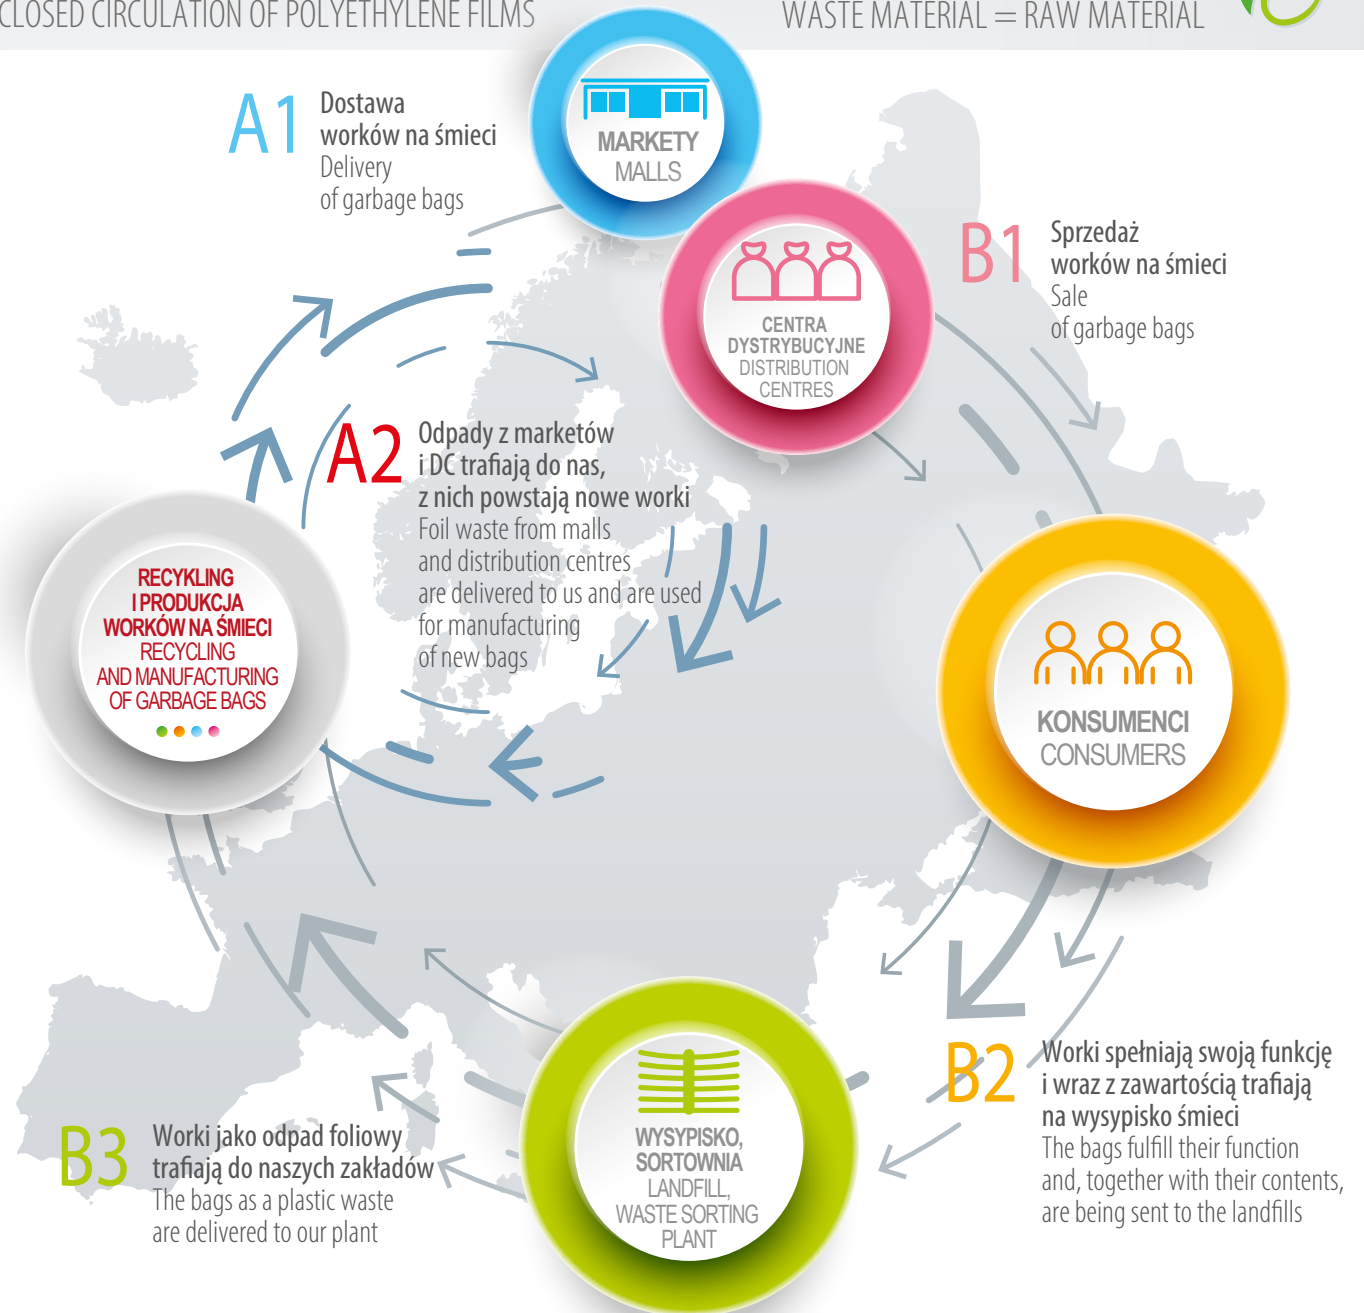 CLOSED CIRCULATION OF POLYETHYLENE FILMS
WASTE MATERIAL = RAW MATERIAL
A1
Dostawa
worków na śmieci
Delivery
of garbage bags
MARKETY
MALLS
CENTRA
DYSTRYBUCYJNE
DISTRIBUTION
CENTRES
B1
Sprzedaż
worków na śmieci
Sale
of garbage bags
A2
Odpady z marketów
i DC trafiają do nas,
z nich powstają nowe worki
Foil waste from malls
and distribution centres
are delivered to us and are used
for manufacturing
of new bags
RECYKLING
I PRODUKCJA
WORKÓW NA ŚMIECI
RECYCLING
AND MANUFACTURING
OF GARBAGE BAGS
KONSUMENCI
CONSUMERS
B2
Worki spełniają swoją funkcję
i wraz z zawartością trafiają
na wysypisko śmieci
The bags fulfill their function
and, together with their contents,
are being sent to the landfills
WYSYPISKO,
SORTOWNIA
LANDFILL,
WASTE SORTING
PLANT
B3
Worki jako odpad foliowy
trafiają do naszych zakładów
The bags as a plastic waste
are delivered to our plant